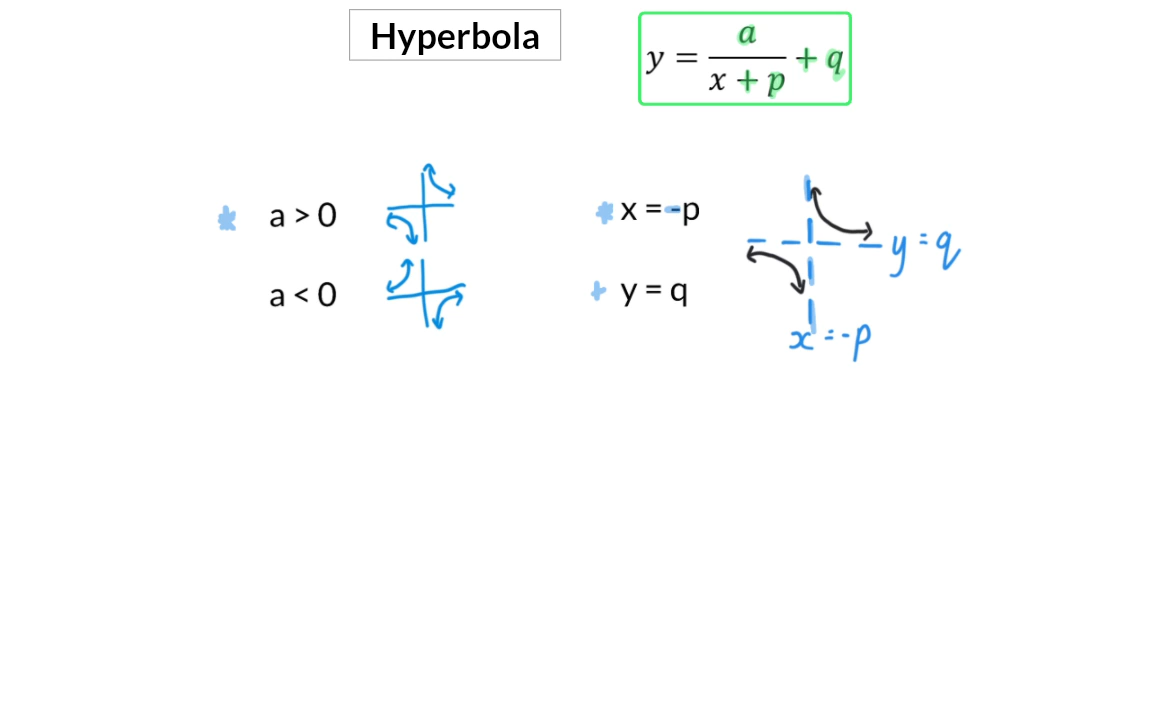 Hyperbola
y = a/(x + p) + q
a > 0
a < 0
x = -p
y = q
y = q
x = -p